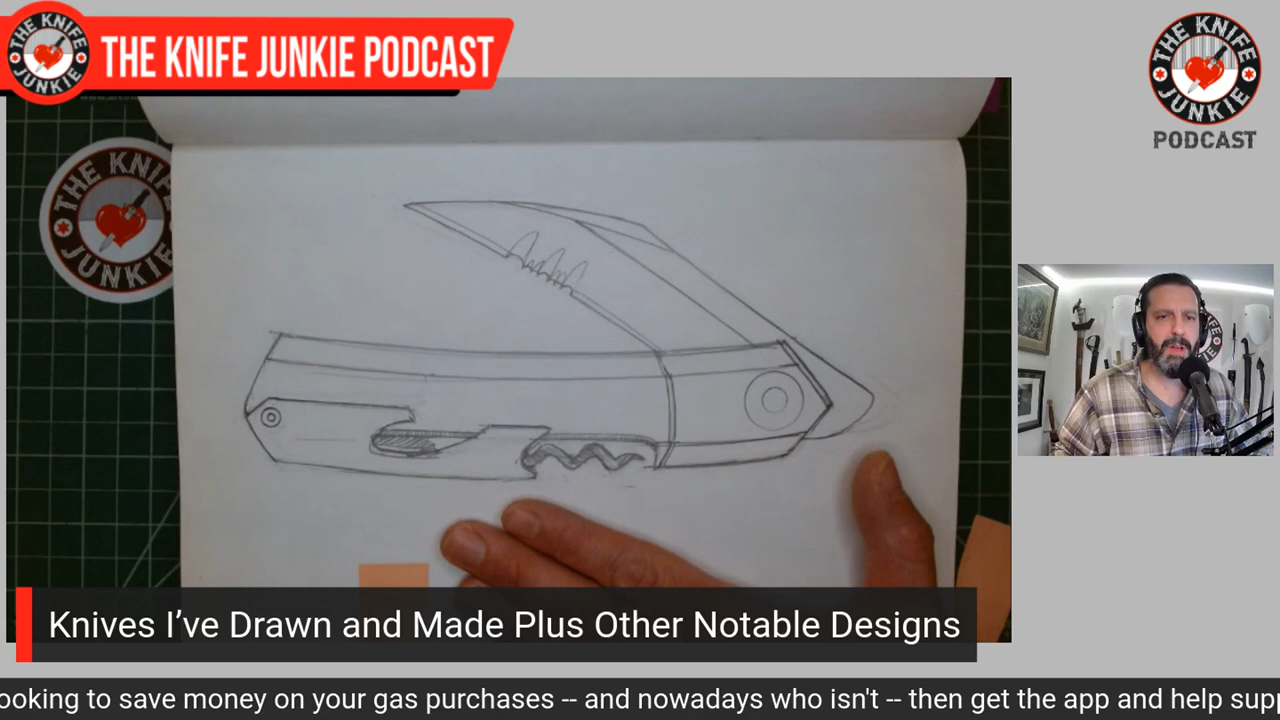 THE KNIFE JUNKIE
THE KNIFE JUNKIE PODCAST
THE KNIFE JUNKIE
PODCAST
THE KNIFE
JUNKIE
Knives I’ve Drawn and Made Plus Other Notable Designs
ooking to save money on your gas purchases -- and nowadays who isn't -- then get the app and help supp